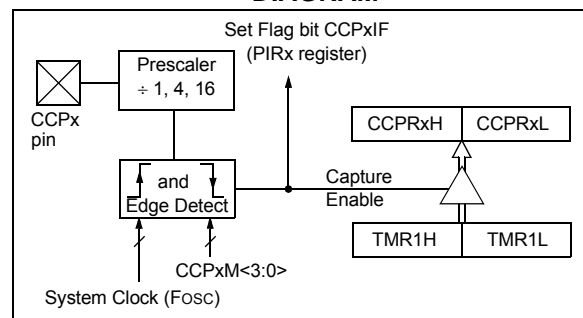 Set Flag bit CCPxIF
(PIRx register)
Prescaler
÷ 1, 4, 16
CCPx
pin
CCPRxH CCPRxL
and
Edge Detect
Capture
Enable
TMR1H TMR1L
CCPxM<3:0>
System Clock (FOSC)